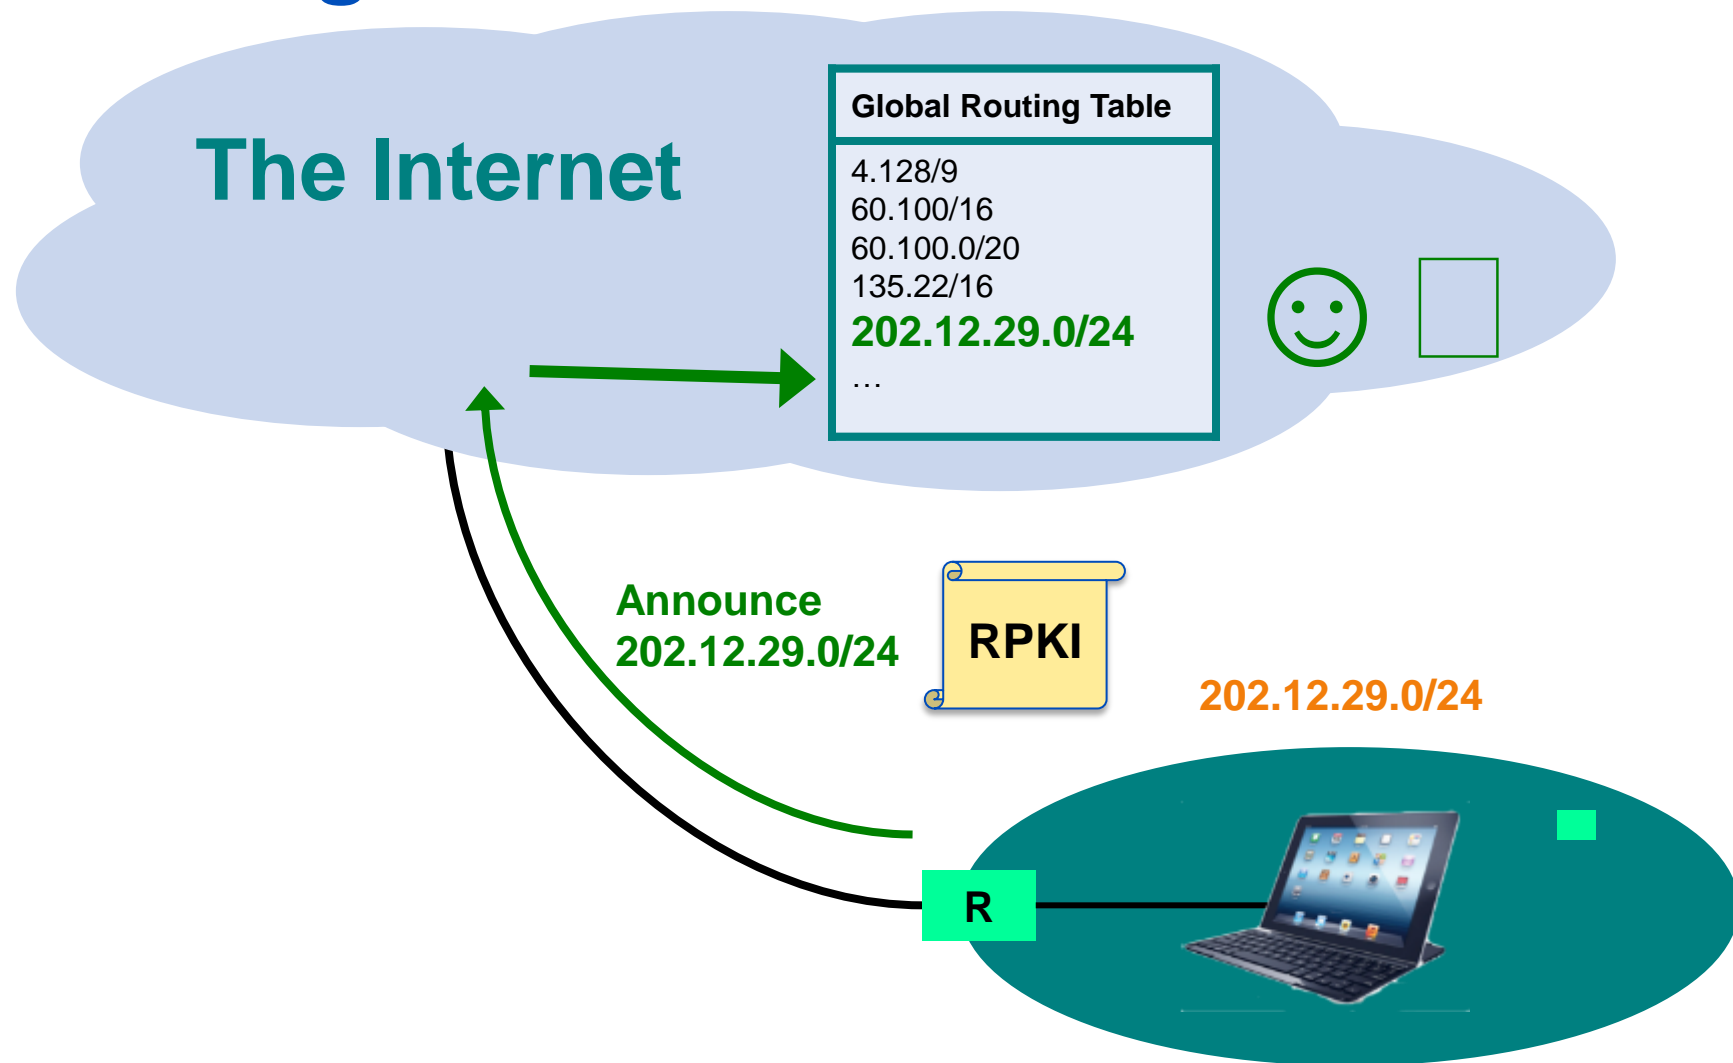 The Internet
Global Routing Table
4.128/9
60.100/16
60.100.0/20
135.22/16
202.12.29.0/24
…
Announce
202.12.29.0/24
RPKI
202.12.29.0/24
R